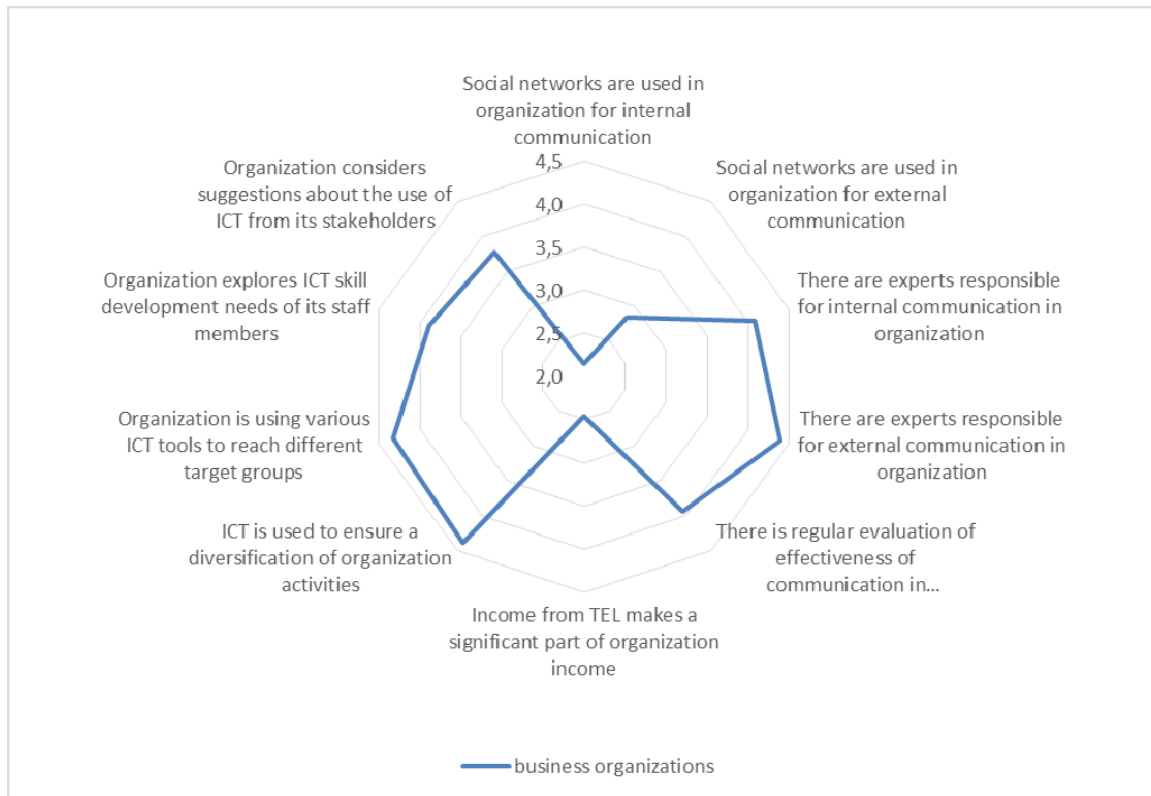 Social networks are used in
organization for internal
communication
Social networks are used in
organization for external
communication
There are experts responsible
for internal communication in
organization
There are experts responsible
for external communication in
organization
There is regular evaluation of
effectiveness of
communication in...
Income from TEL makes a
significant part of organization
income
ICT is used to ensure a
diversification of organization
activities
Organization is using various
ICT tools to reach different
target groups
Organization explores ICT skill
development needs of its staff
members
Organization considers
suggestions about the use of
ICT from its stakeholders
4,5
4,0
3,5
3,0
2,5
2,0
business organizations